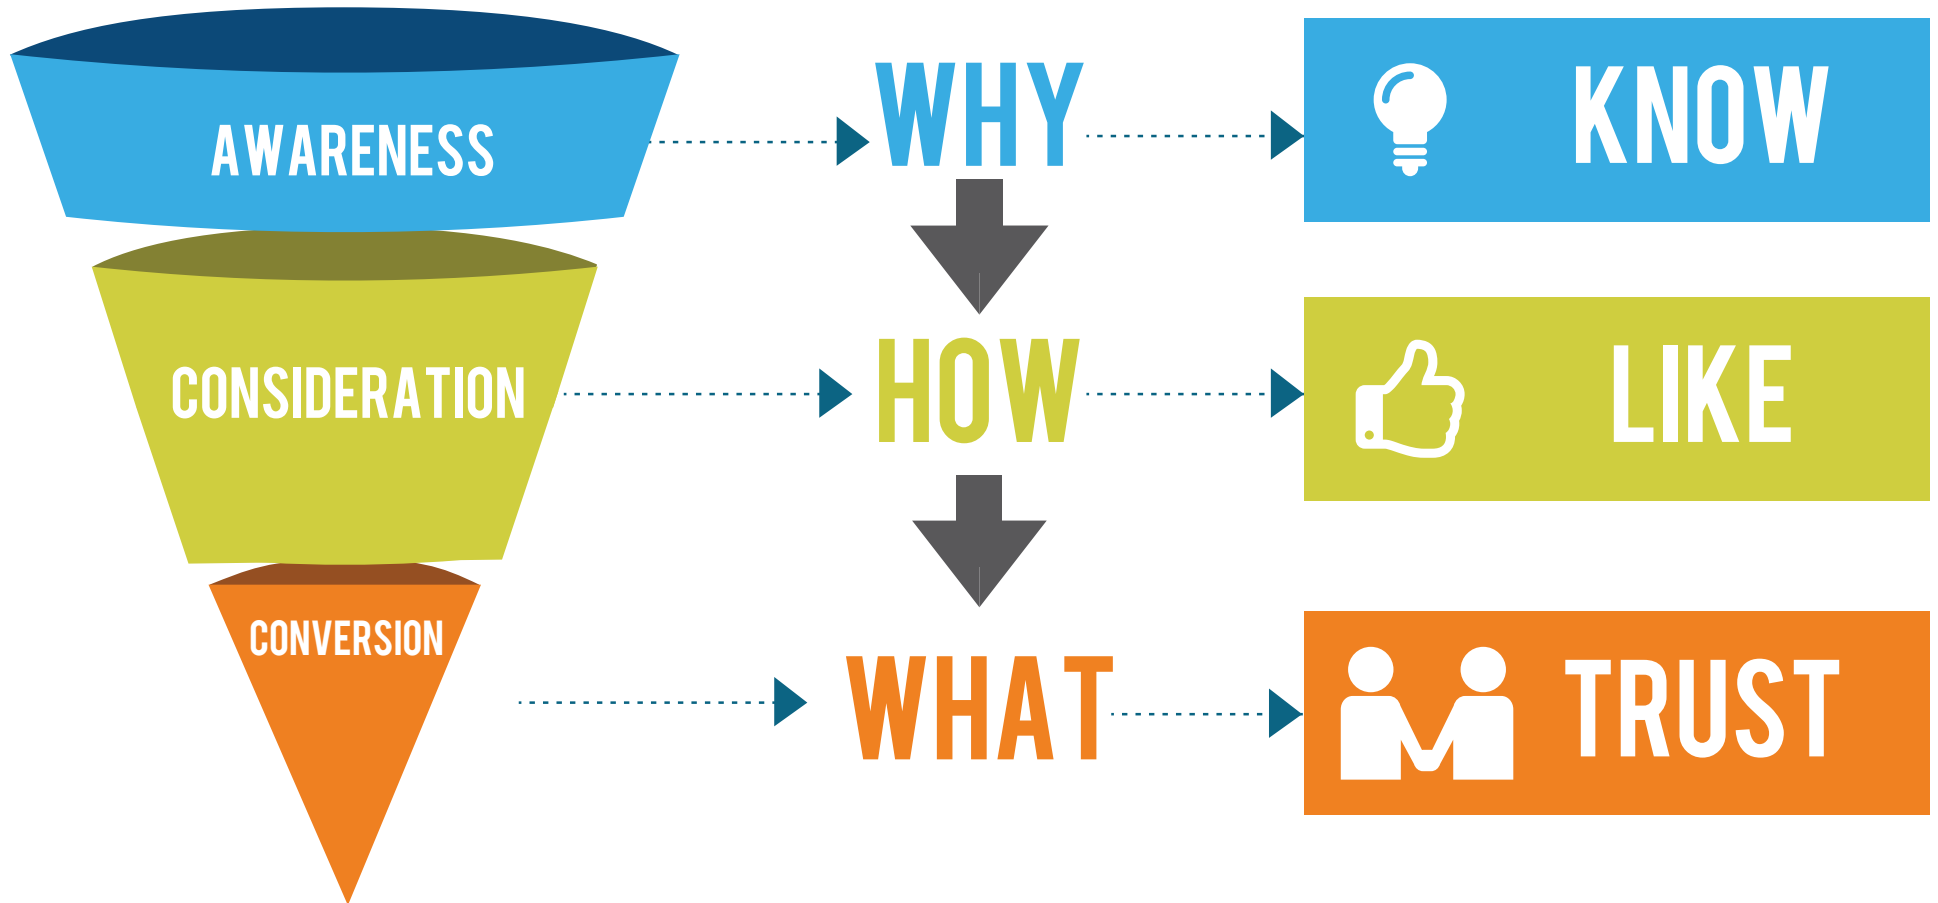 AWARENESS
WHY
KNOW
CONSIDERATION
HOW
LIKE
CONVERSION
WHAT
TRUST